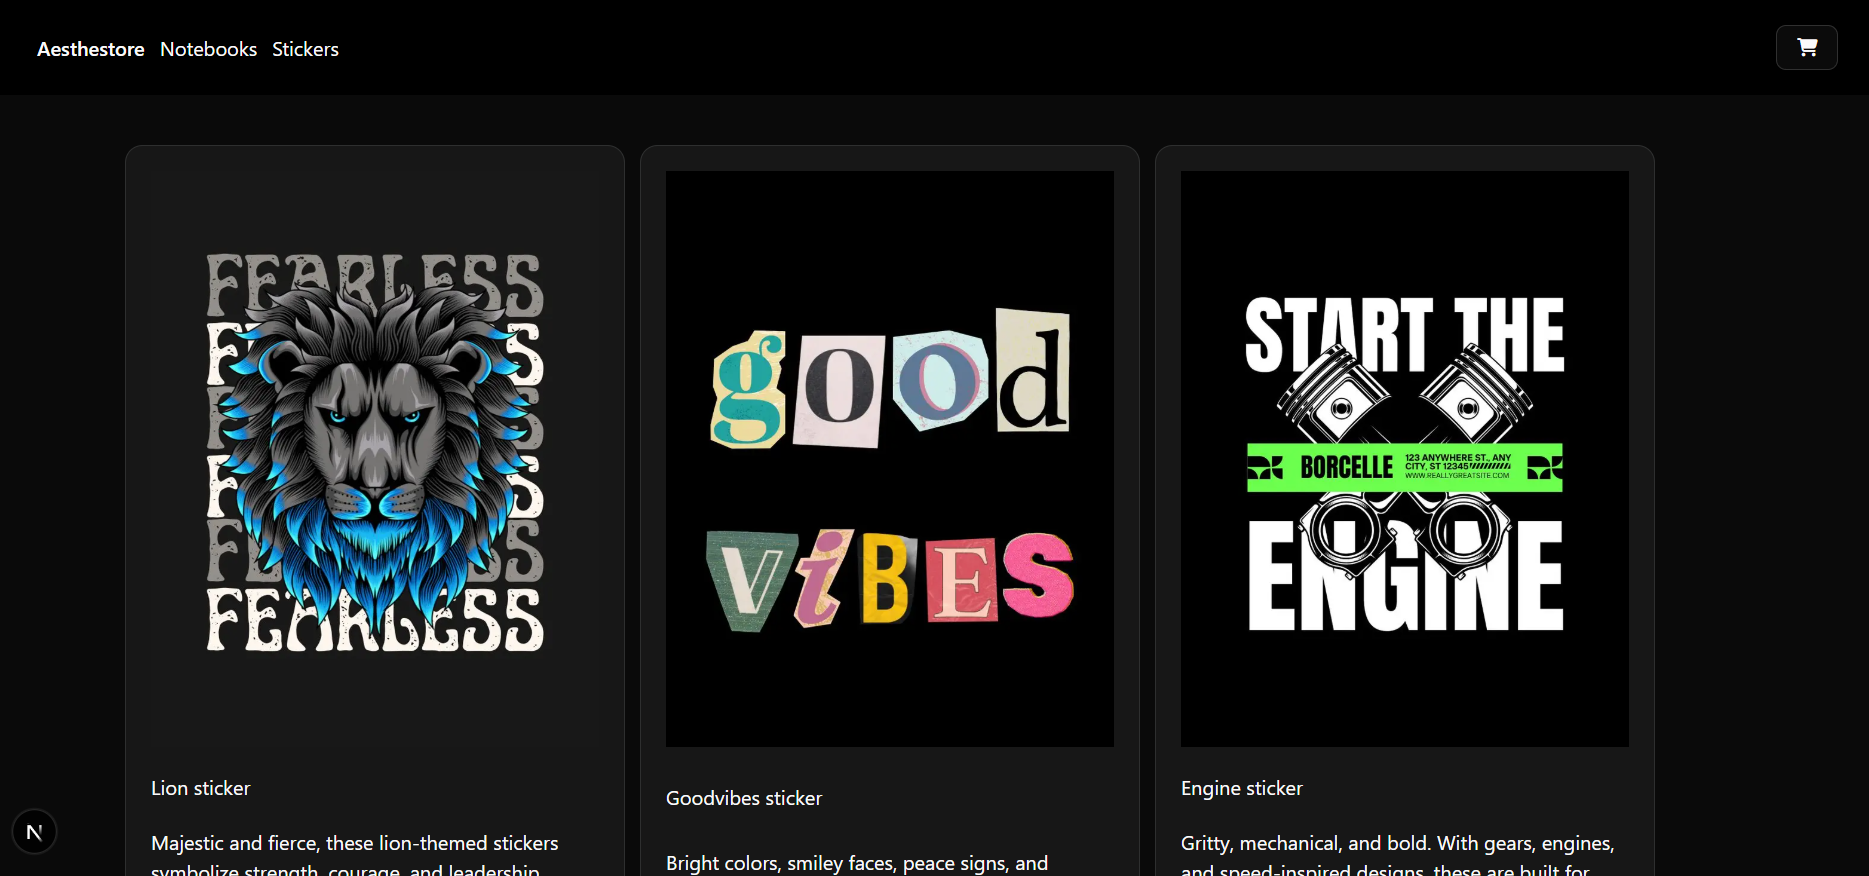 Aesthestore Notebooks Stickers
FEARLESS
FEARLESS
good
VIBES
START THE
BORCELLE
123 ANYWHERE ST., ANY
CITY, ST 12345
WWW.REALLYGREATSITE.COM
ENGINE
Lion sticker
Majestic and fierce, these lion-themed stickers
symbolize strength, courage, and leadership.
Goodvibes sticker
Bright colors, smiley faces, peace signs, and
Engine sticker
Gritty, mechanical, and bold. With gears, engines,
and speed-inspired designs, these are built for
N